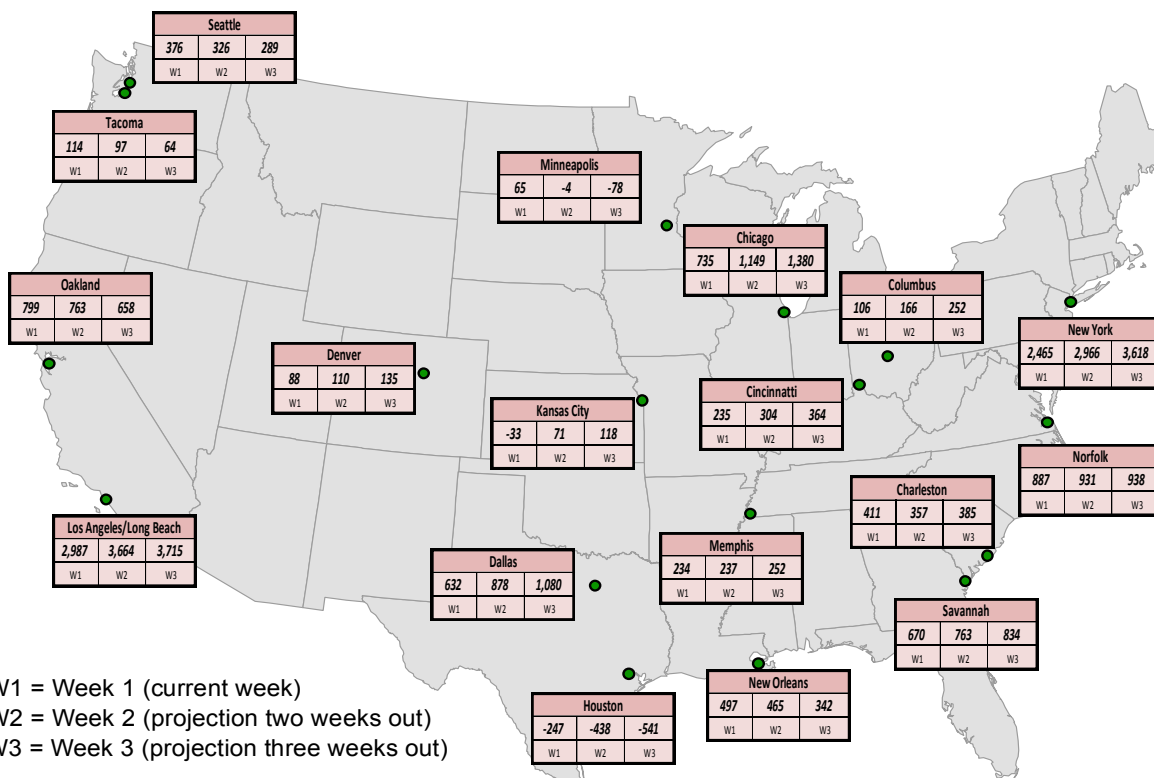 Seattle
376 326 289
W1 W2 W3
Tacoma
114 97 64
W1 W2 W3
Minneapolis
65 -4 -78
W1 W2 W3
Chicago
735 1,149 1,380
W1 W2 W3
Oakland
799 763 658
W1 W2 W3
Columbus
106 166 252
W1 W2 W3
New York
2,465 2,966 3,618
W1 W2 W3
Denver
88 110 135
W1 W2 W3
Cincinnatti
235 304 364
W1 W2 W3
Kansas City
-33 71 118
W1 W2 W3
Norfolk
887 931 938
W1 W2 W3
Charleston
411 357 385
W1 W2 W3
Los Angeles/Long Beach
2,987 3,664 3,715
W1 W2 W3
Memphis
234 237 252
W1 W2 W3
Dallas
632 878 1,080
W1 W2 W3
Savannah
670 763 834
W1 W2 W3
New Orleans
497 465 342
W1 W2 W3
Houston
-247 -438 -541
W1 W2 W3
W1 = Week 1 (current week)
W2 = Week 2 (projection two weeks out)
W3 = Week 3 (projection three weeks out)